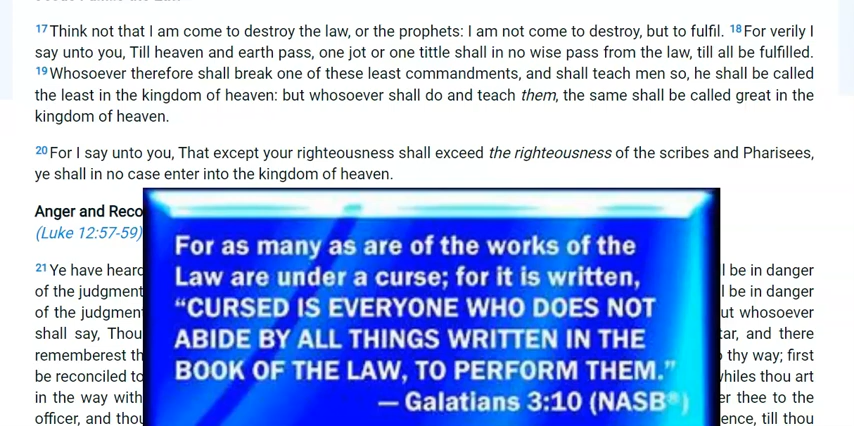 17 Think not that I am come to destroy the law, or the prophets: I am not come to destroy, but to fulfil. 18 For verily I
say unto you, Till heaven and earth pass, one jot or one tittle shall in no wise pass from the law, till all be fulfilled.
19 Whosoever therefore shall break one of these least commandments, and shall teach men so, he shall be called
the least in the kingdom of heaven: but whosoever shall do and teach them, the same shall be called great in the
kingdom of heaven.
20 For I say unto you, That except your righteousness shall exceed the righteousness of the scribes and Pharisees,
ye shall in no case enter into the kingdom of heaven.
Anger and Reco
(Luke 12:57-59)
21 Ye have heard
l be in danger
of the judgment
l be in danger
of the judgment
ut whosoever
shall say, Thou
tar, and there
rememberest th
thy way; first
be reconciled to
whiles thou art
in the way with
er thee to the
officer, and thou
ence, till thou
For as many as are of the works of the
Law are under a curse; for it is written,
“CURSED IS EVERYONE WHO DOES NOT
ABIDE BY ALL THINGS WRITTEN IN THE
BOOK OF THE LAW, TO PERFORM THEM.”
— Galatians 3:10 (NASB®)